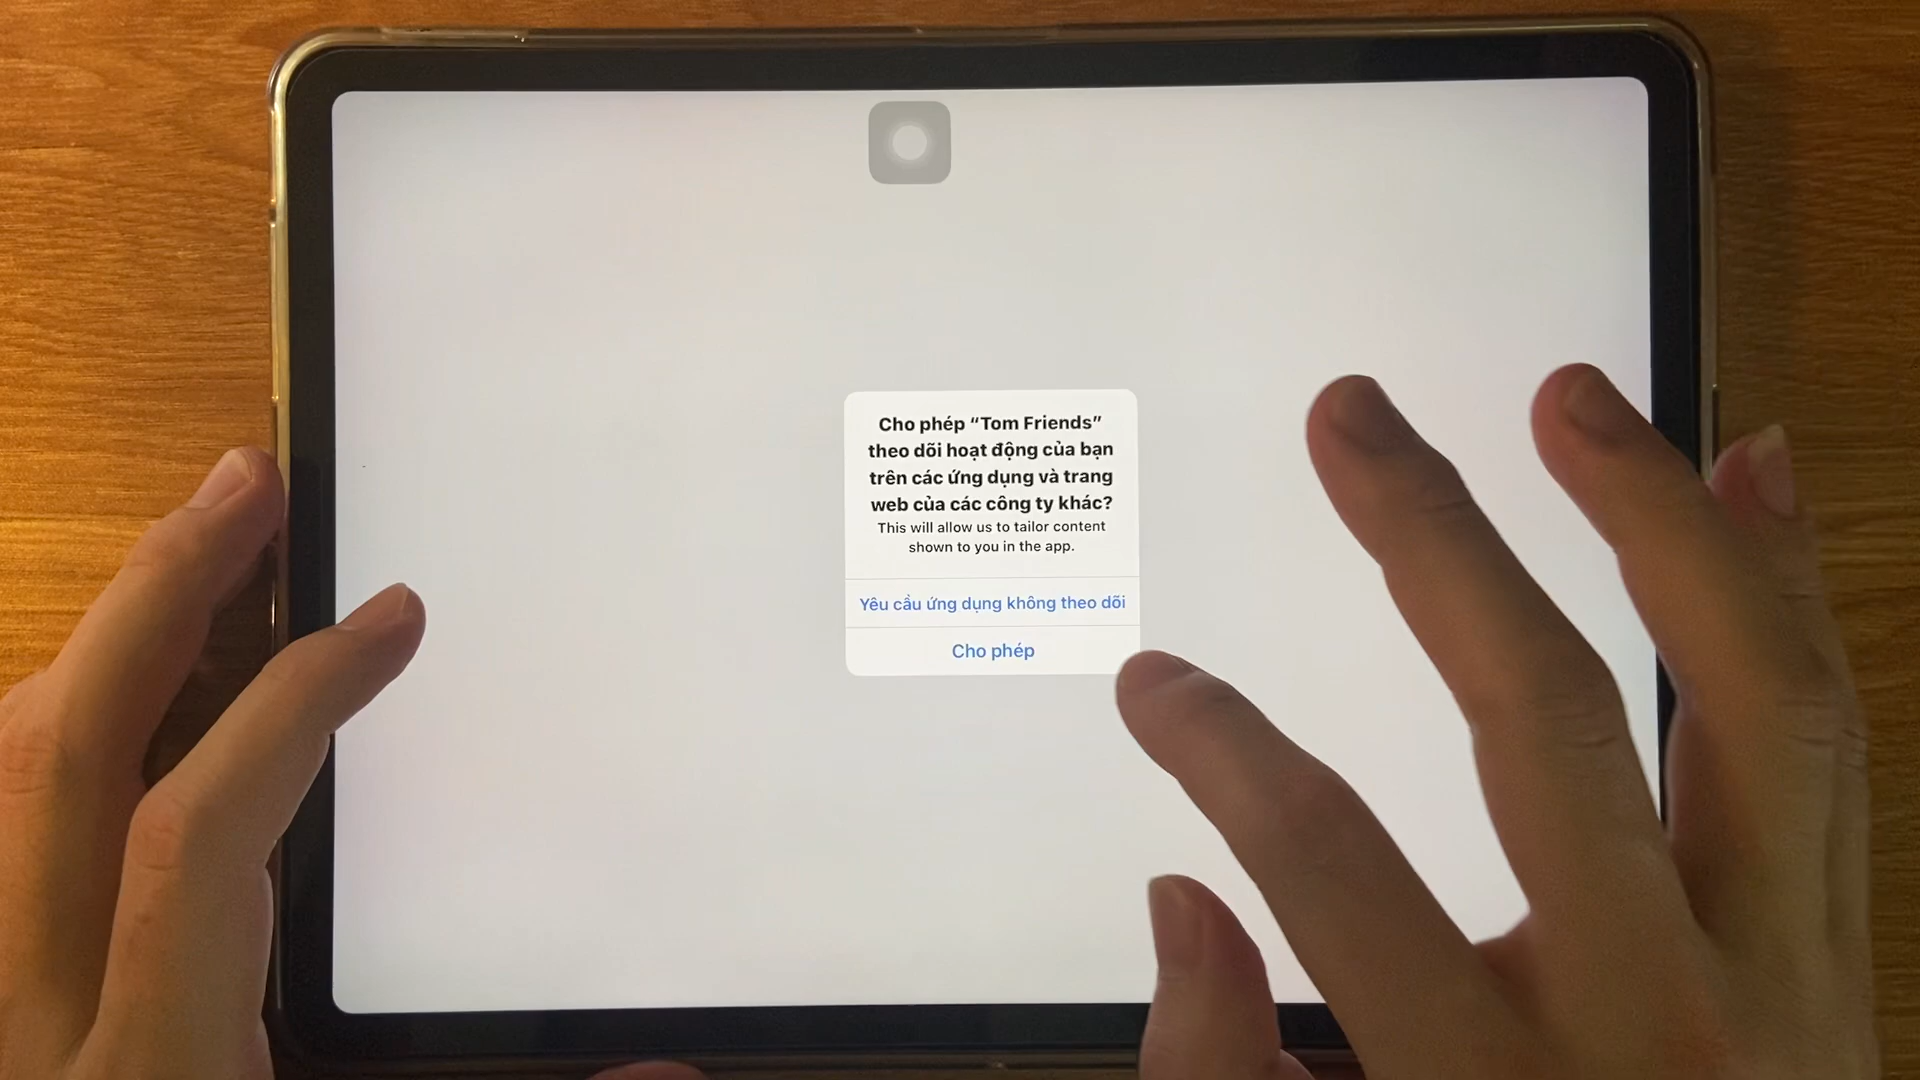 Cho phép “Tom Friends”
theo dõi hoạt động của bạn
trên các ứng dụng và trang
web của các công ty khác?
This will allow us to tailor content
shown to you in the app.
Yêu cầu ứng dụng không theo dõi
Cho phép